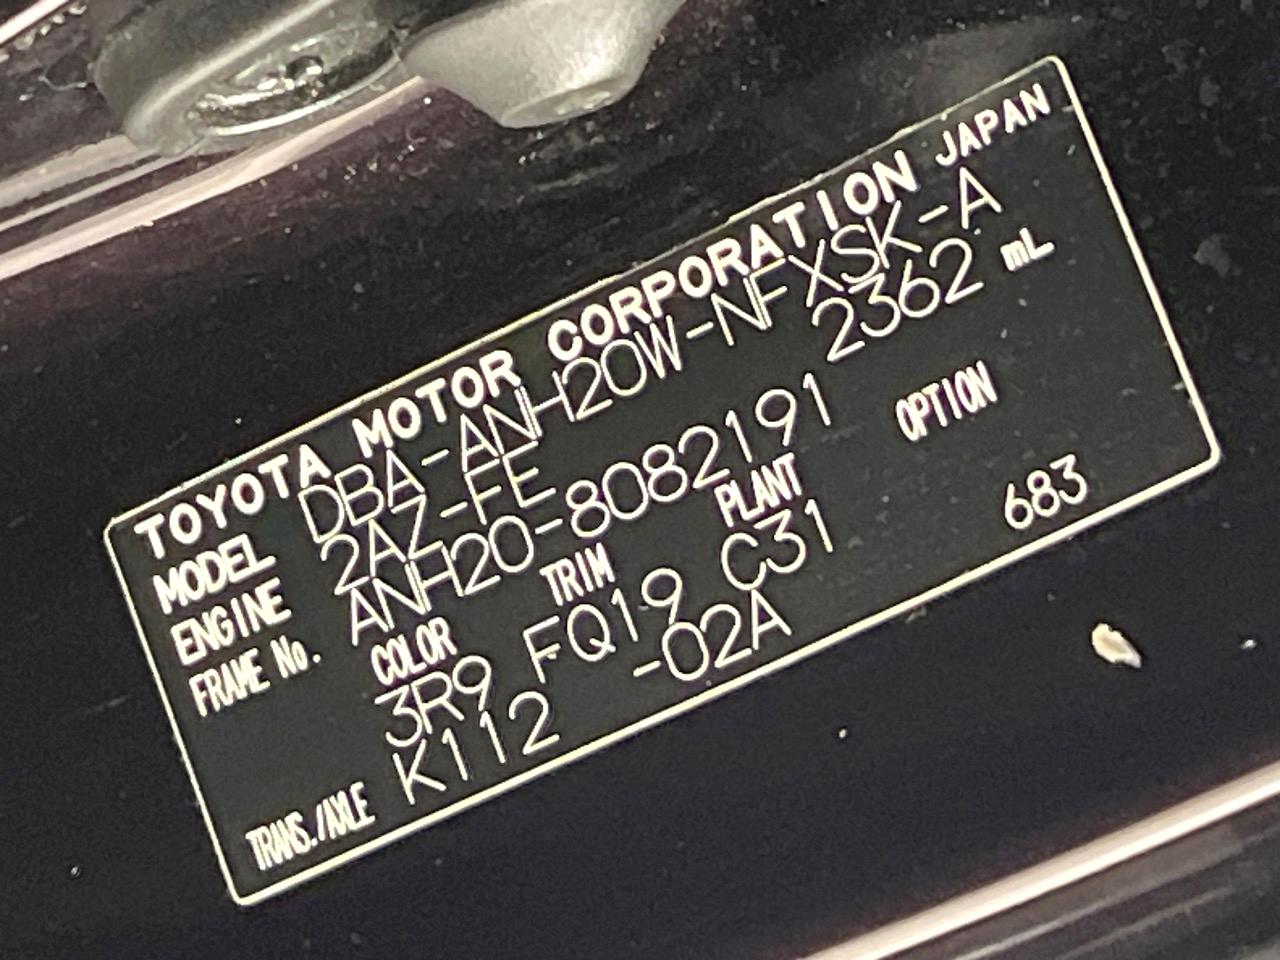 TOYOTA MOTOR CORPORATION JAPAN
MODEL DBA-ANH20W-NFXSK-A
ENGINE 2AZ-FE 2362 mL
FRAME No. ANH20-8082191
COLOR TRIM PLANT OPTION
3R9 FQ19 C31 683
TRANS./AXLE K112 -02A